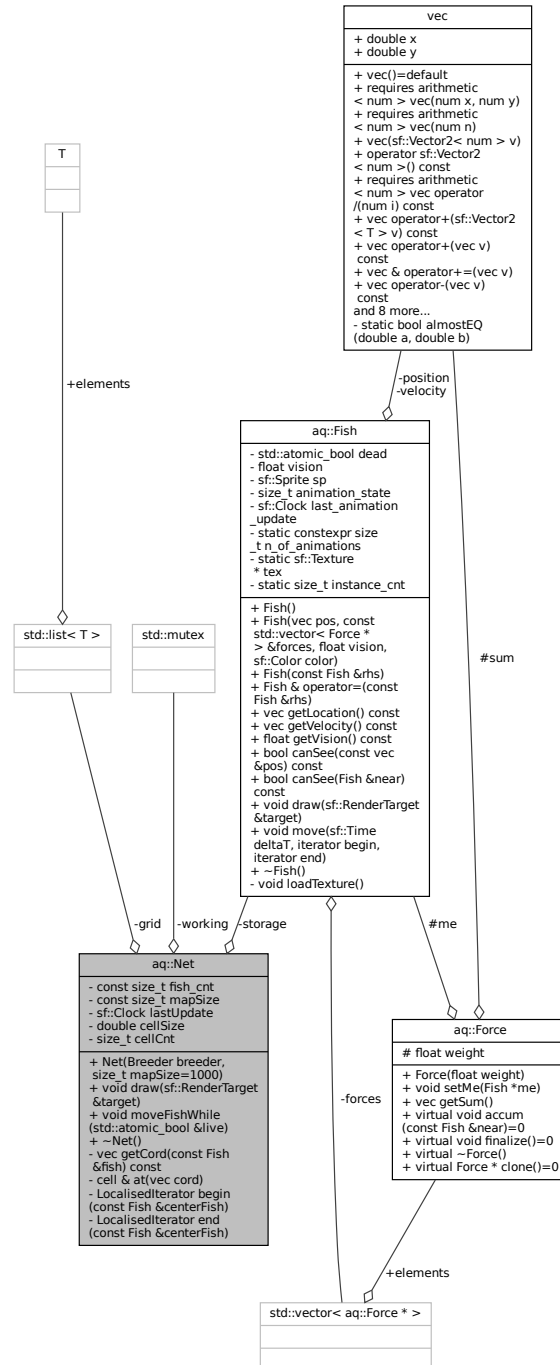 vec
+ double x
+ double y
+ vec()=default
+ requires arithmetic
< num > vec(num x, num y)
+ requires arithmetic
< num > vec(num n)
+ vec(sf::Vector2< num > v)
+ operator sf::Vector2
< num >() const
+ requires arithmetic
< num > vec operator
/(num i) const
+ vec operator+(sf::Vector2
< T > v) const
+ vec operator+(vec v)
const
+ vec & operator+=(vec v)
+ vec operator-(vec v)
const
and 8 more...
- static bool almostEQ
(double a, double b)
T
+elements
-position
-velocity
#sum
aq::Fish
- std::atomic_bool dead
- float vision
- sf::Sprite sp
- size_t animation_state
- sf::Clock last_animation
_update
- static constexpr size
_t n_of_animations
- static sf::Texture
* tex
- static size_t instance_cnt
+ Fish()
+ Fish(vec pos, const
std::vector< Force *
> &forces, float vision,
sf::Color color)
+ Fish(const Fish &rhs)
+ Fish & operator=(const
Fish &rhs)
+ vec getLocation() const
+ vec getVelocity() const
+ float getVision() const
+ bool canSee(const vec
&pos) const
+ bool canSee(Fish &near)
const
+ void draw(sf::RenderTarget
&target)
+ void move(sf::Time
deltaT, iterator begin,
iterator end)
+ ~Fish()
- void loadTexture()
std::list< T >
std::mutex
-grid
-working
-storage
#me
aq::Net
- const size_t fish_cnt
- const size_t mapSize
- sf::Clock lastUpdate
- double cellSize
- size_t cellCnt
+ Net(Breeder breeder,
size_t mapSize=1000)
+ void draw(sf::RenderTarget
&target)
+ void moveFishWhile
(std::atomic_bool &live)
+ ~Net()
- vec getCord(const Fish
&fish) const
- cell & at(vec cord)
- LocalisedIterator begin
(const Fish &centerFish)
- LocalisedIterator end
(const Fish &centerFish)
-forces
aq::Force
# float weight
+ Force(float weight)
+ void setMe(Fish *me)
+ vec getSum()
+ virtual void accum
(const Fish &near)=0
+ virtual void finalize()=0
+ virtual ~Force()
+ virtual Force * clone()=0
+elements
std::vector< aq::Force * >